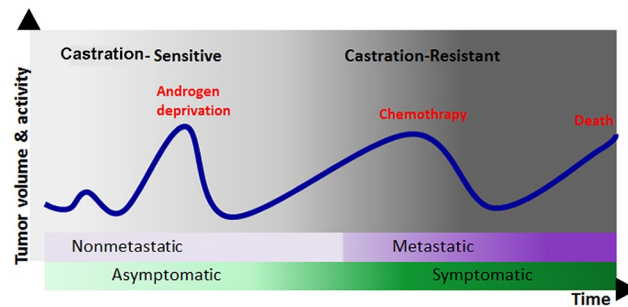 Castration- Sensitive
Castration-Resistant
Androgen
deprivation
Chemothrapy
Death
Tumor volume & activity
Nonmetastatic
Metastatic
Asymptomatic
Symptomatic
Time